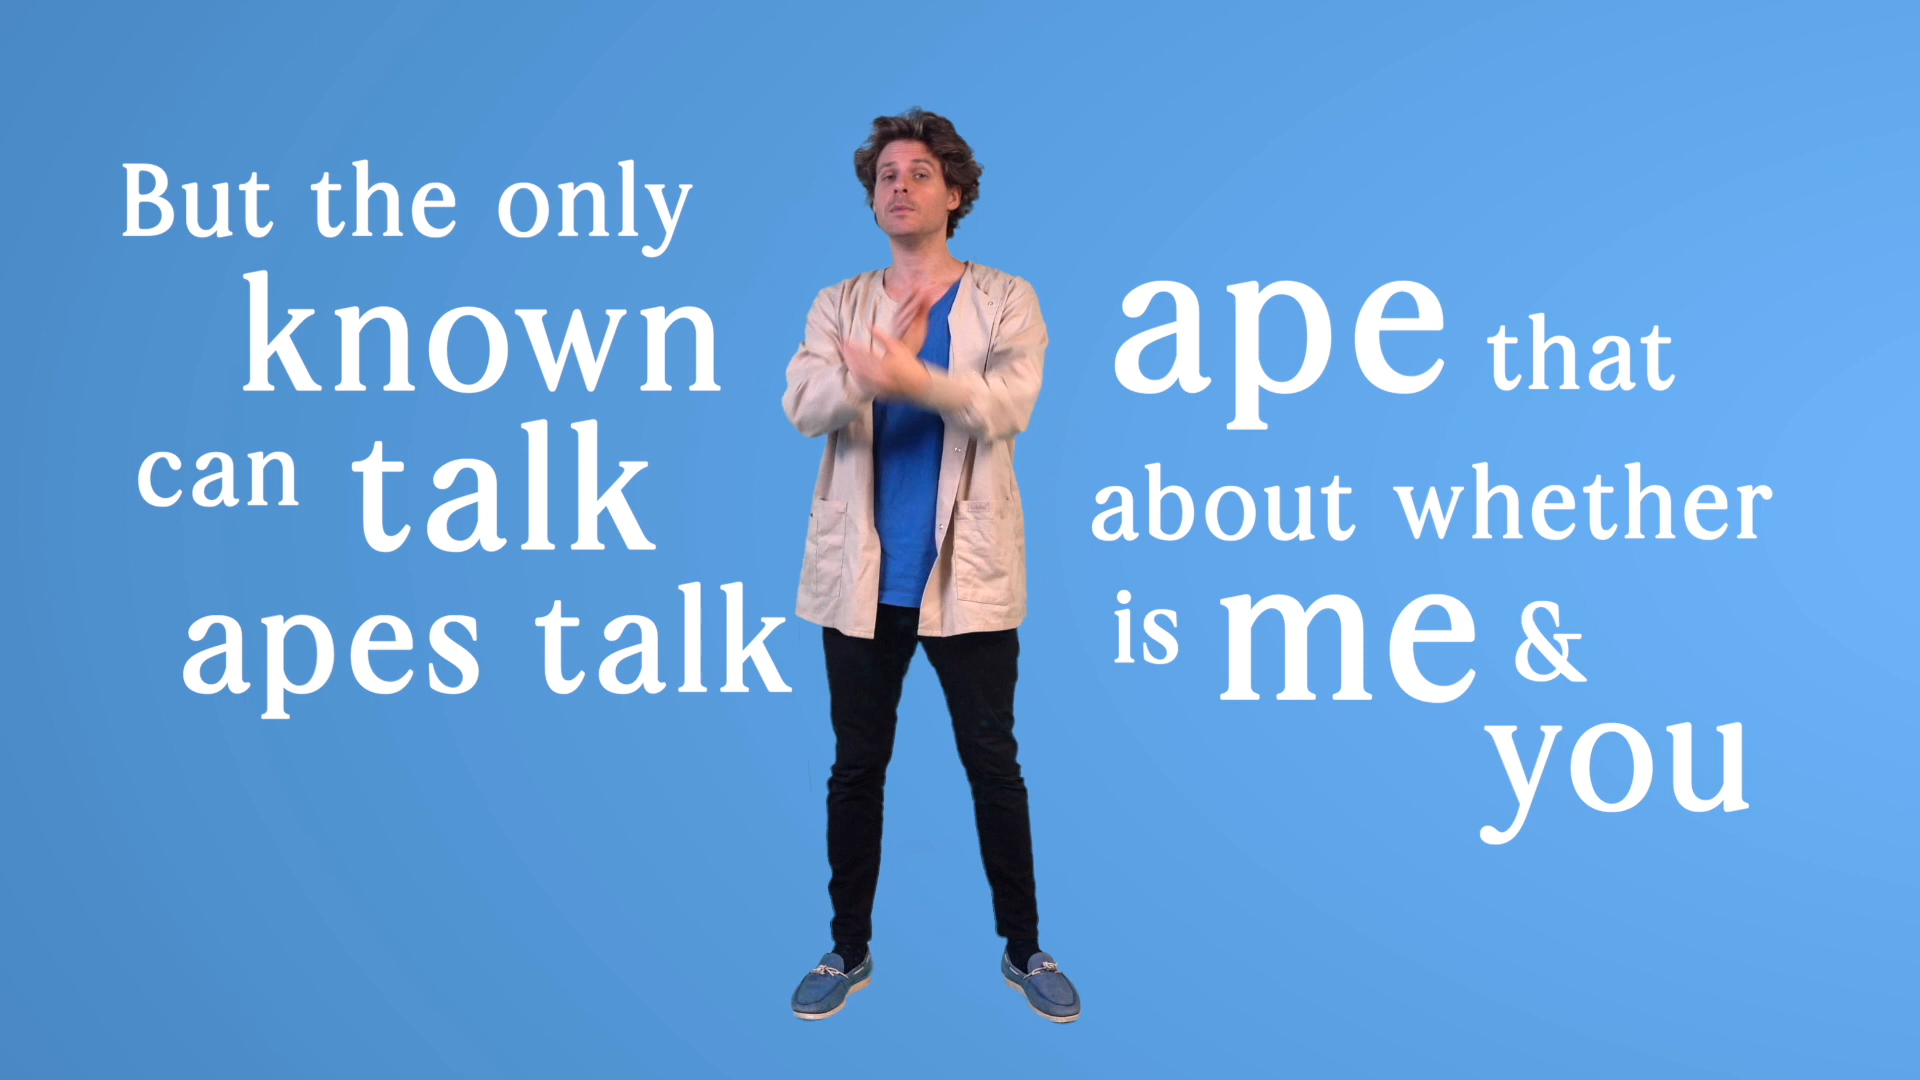 But the only
known ape that
can talk about whether
apes talk is me &
you